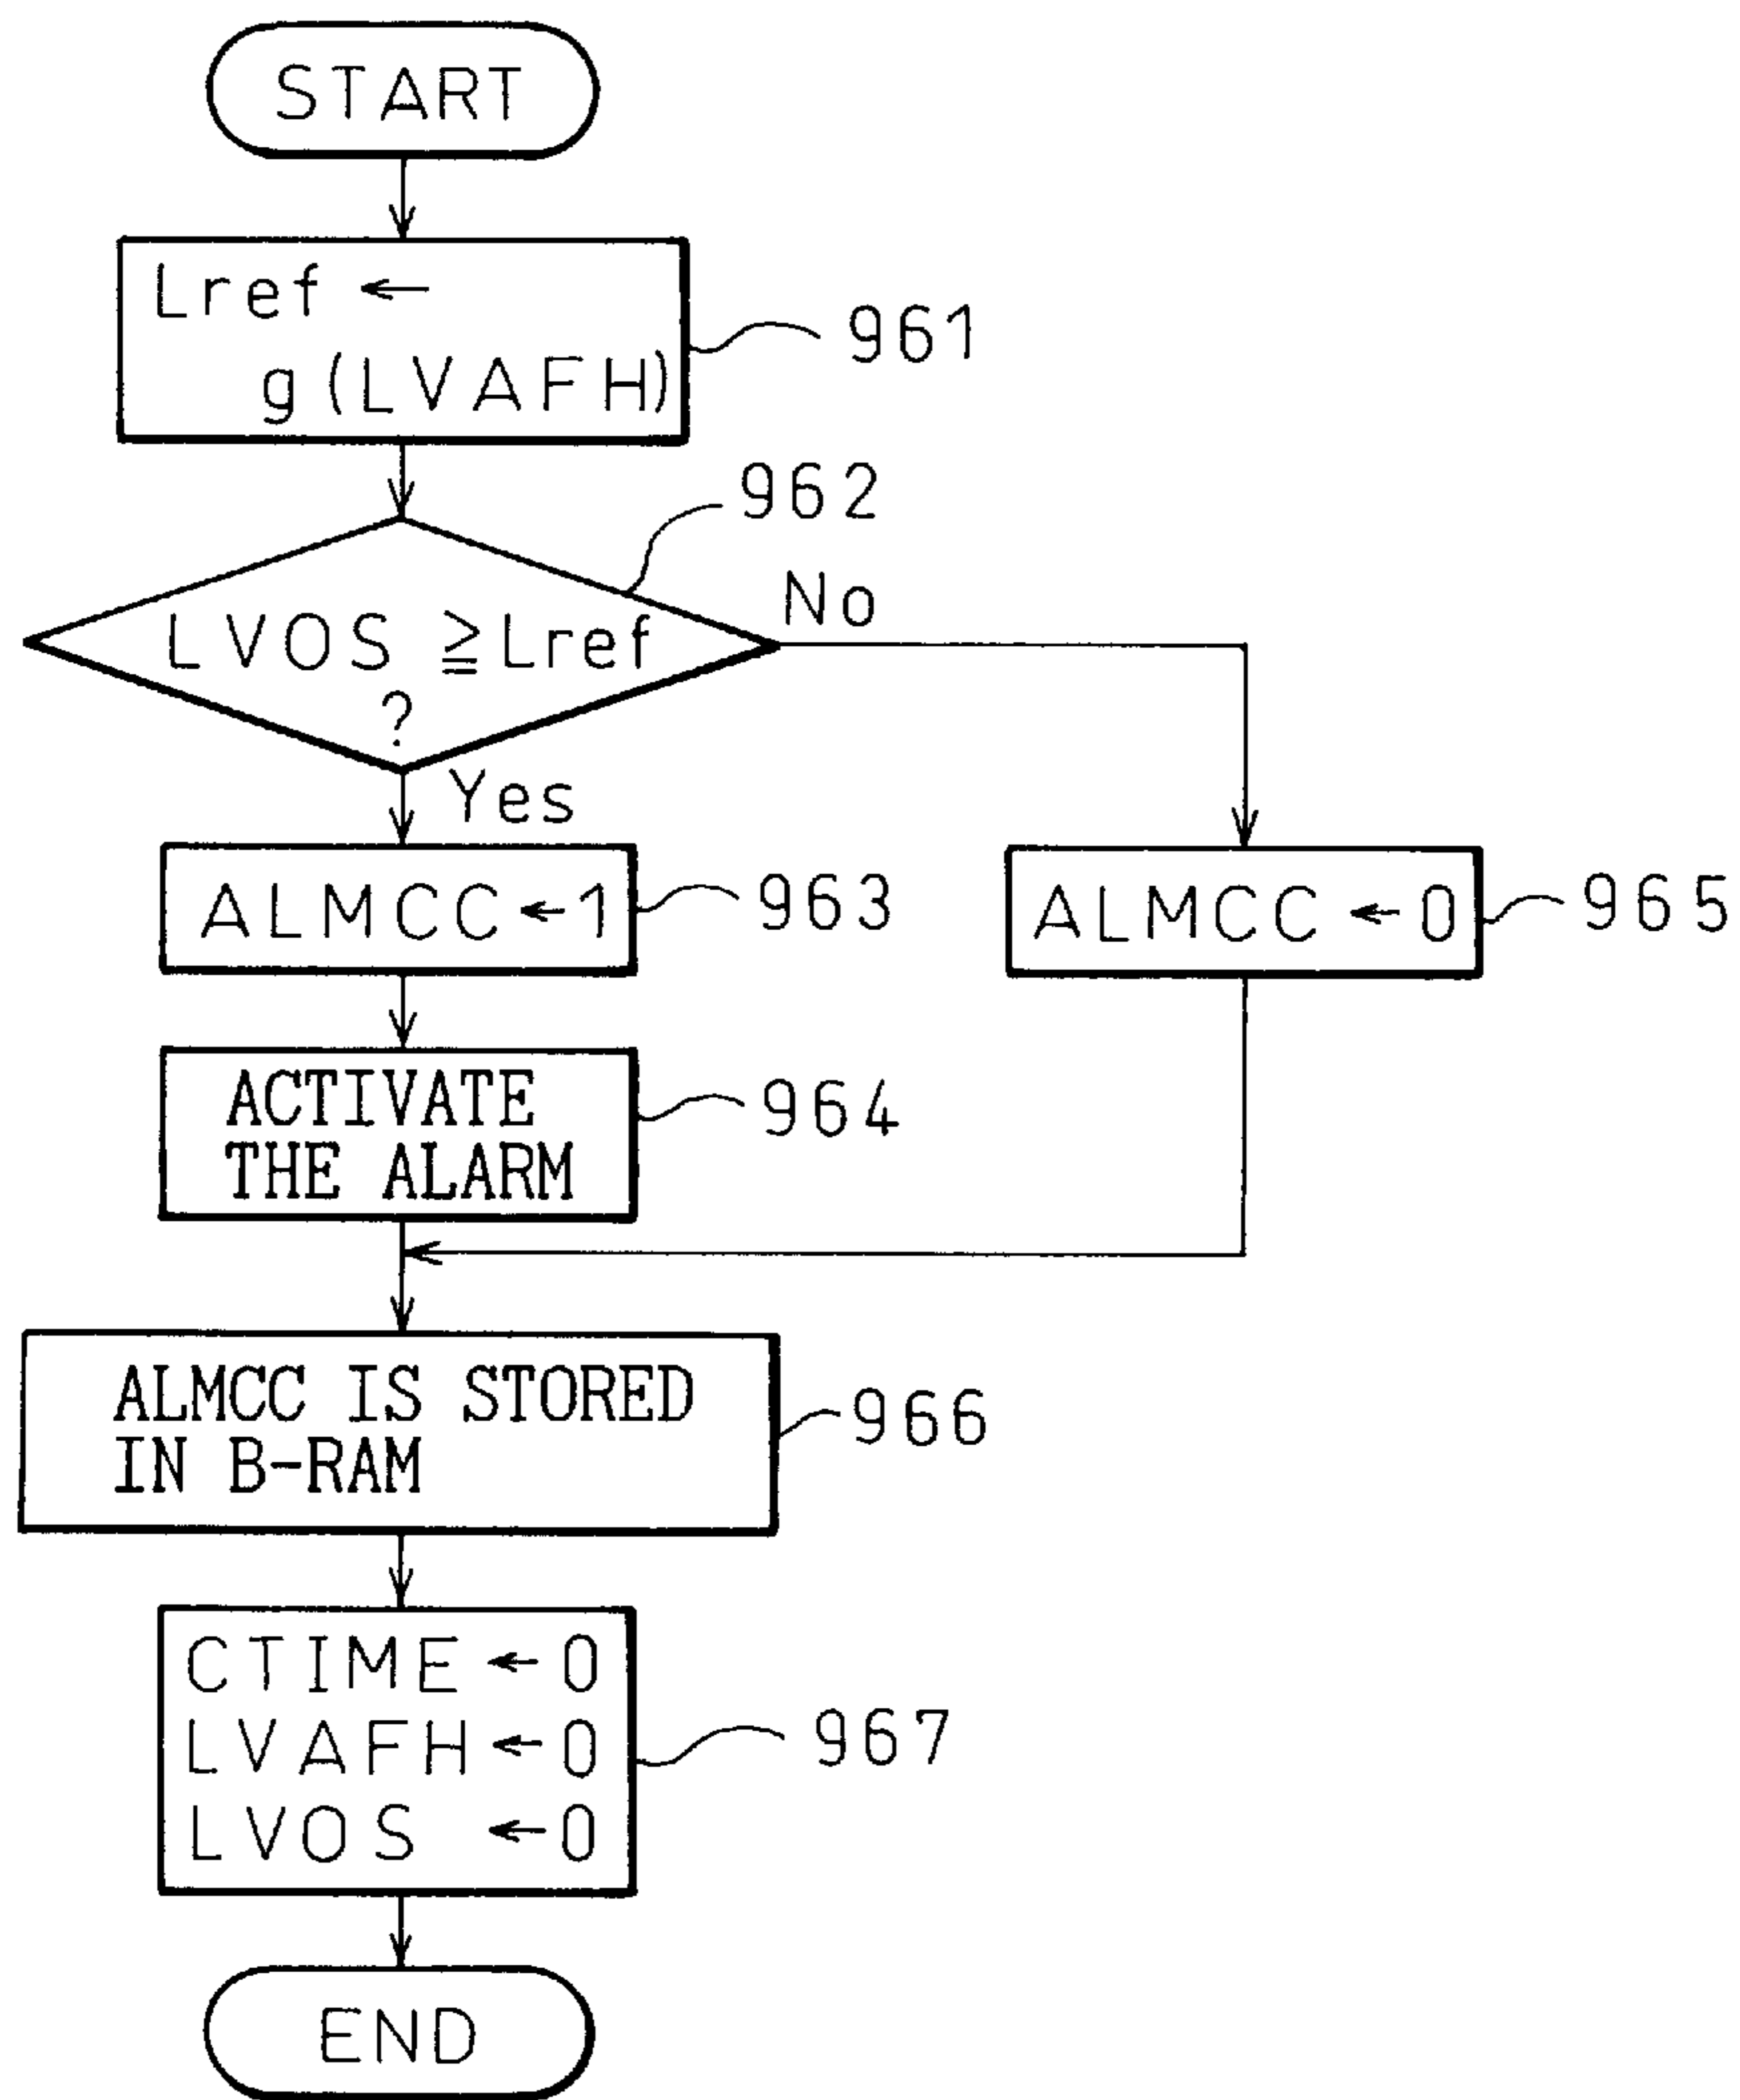 START
Lref ←
g(LVAFH)
961
962
LVOS ≧ Lref
?
No
Yes
ALMCC ← 1
963
ALMCC ← 0
965
ACTIVATE
THE ALARM
964
ALMCC IS STORED
IN B-RAM
966
CTIME ← 0
LVAFH ← 0
LVOS ← 0
967
END